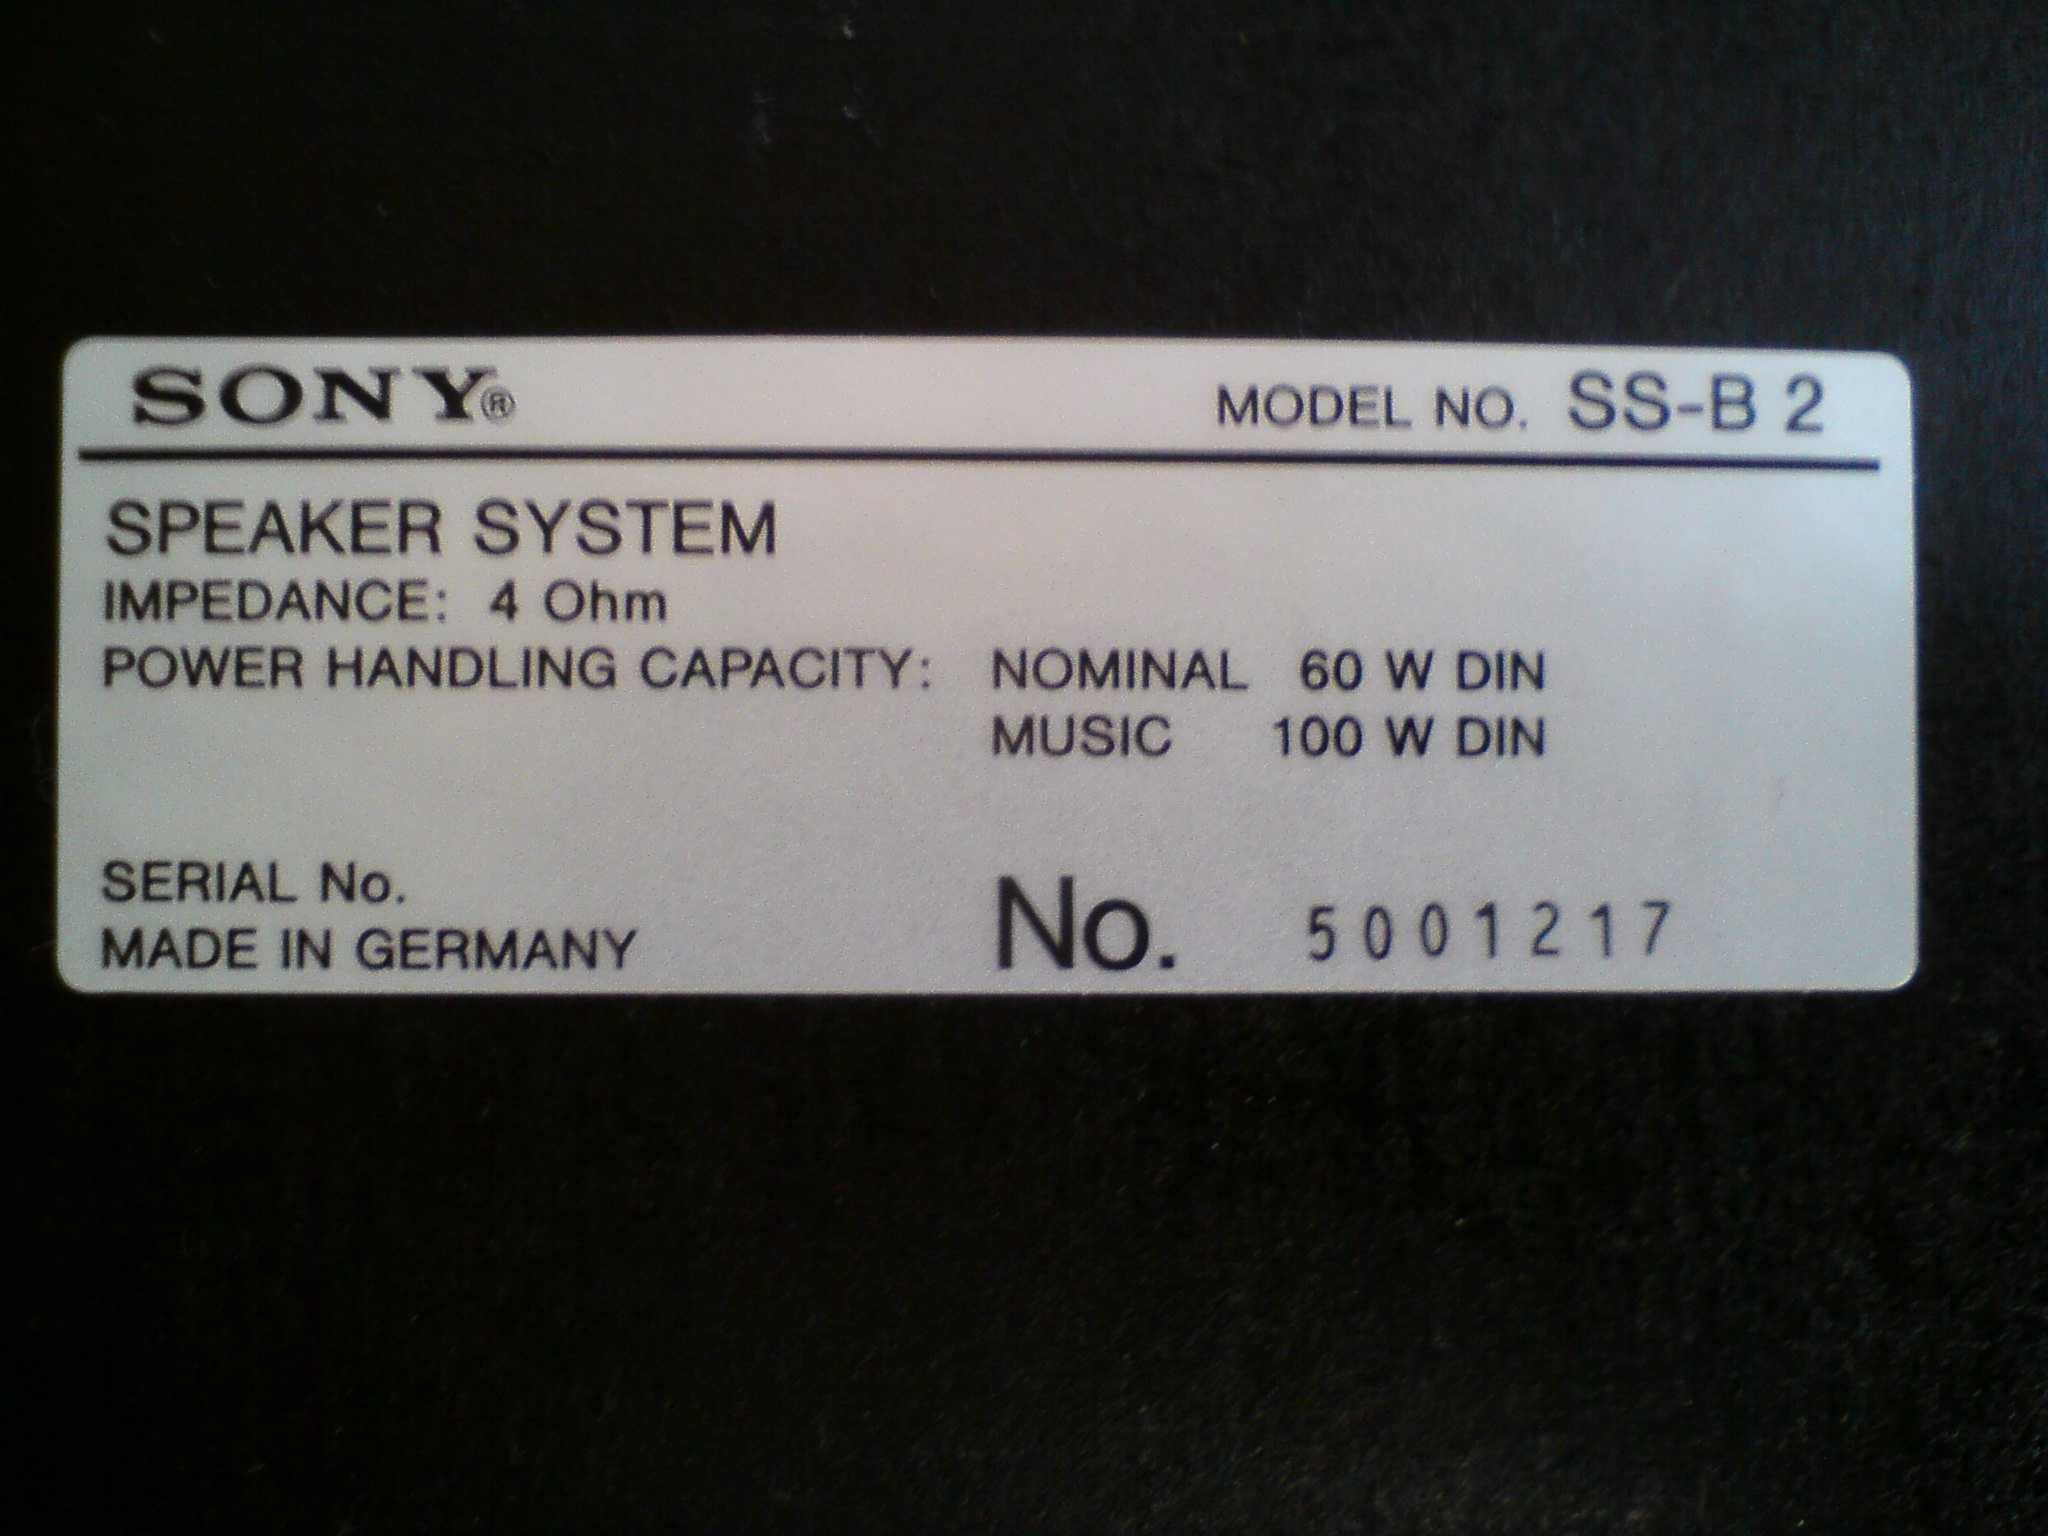 SONY® MODEL NO. SS-B 2
SPEAKER SYSTEM
IMPEDANCE: 4 Ohm
POWER HANDLING CAPACITY: NOMINAL 60 W DIN
MUSIC 100 W DIN
SERIAL No.
MADE IN GERMANY
No. 5001217